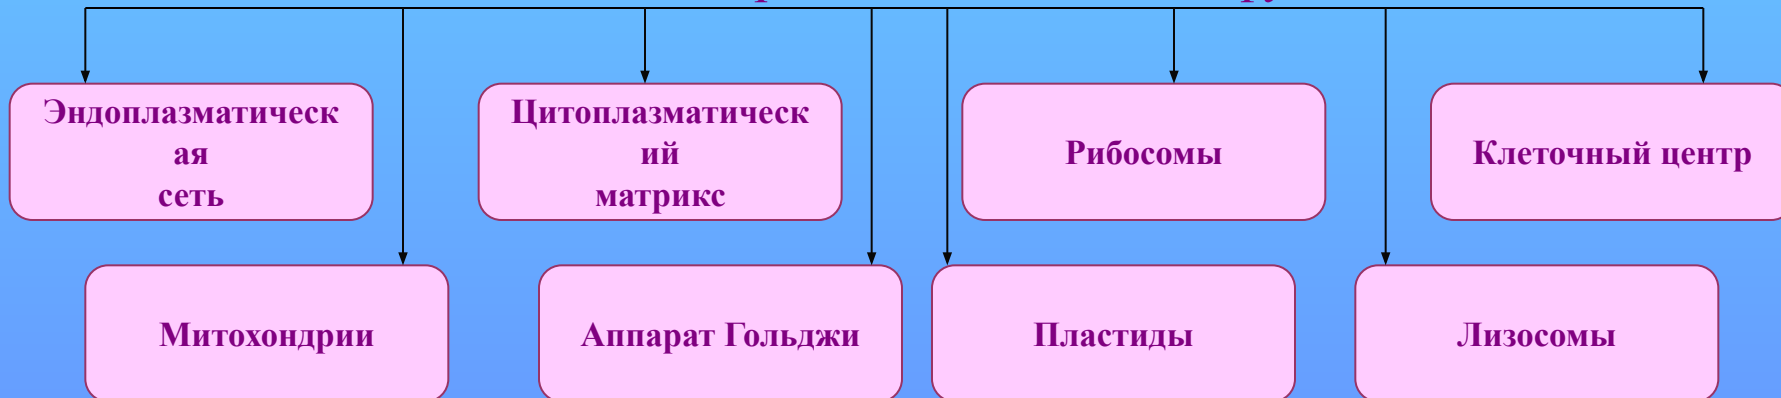 Эндоплазматическ
ая
сеть
Цитоплазматическ
ий
матрикс
Рибосомы
Клеточный центр
Митохондрии
Аппарат Гольджи
Пластиды
Лизосомы